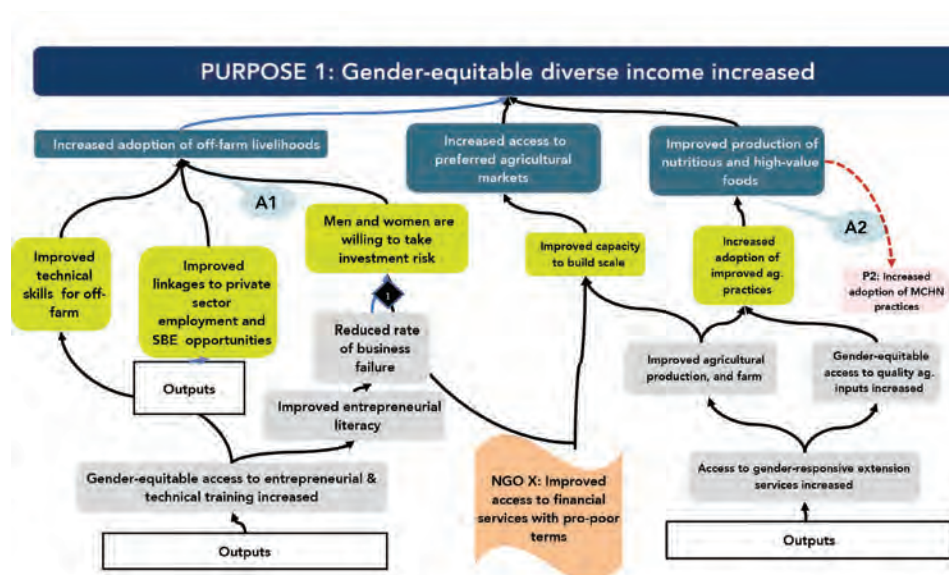 PURPOSE 1: Gender-equitable diverse income increased
Increased adoption of off-farm livelihoods
Increased access to
preferred agricultural
markets
Improved production of
nutritious and high-value
foods
A1
A2
Improved
technical
skills for off-
farm
Improved
linkages to private
sector
employment and
SBE opportunities
Men and women are
willing to take
investment risk
Improved capacity
to build scale
Increased
adoption of
improved ag.
practices
P2: Increased
adoption of MCHN
practices
1
Reduced rate
of business
failure
Improved agricultural
production, and farm
Gender-equitable
access to quality ag.
inputs increased
Outputs
Improved entrepreneurial
literacy
Gender-equitable access to entrepreneurial &
technical training increased
NGO X: Improved
access to financial
services with pro-poor
terms
Access to gender-responsive extension
services increased
Outputs
Outputs